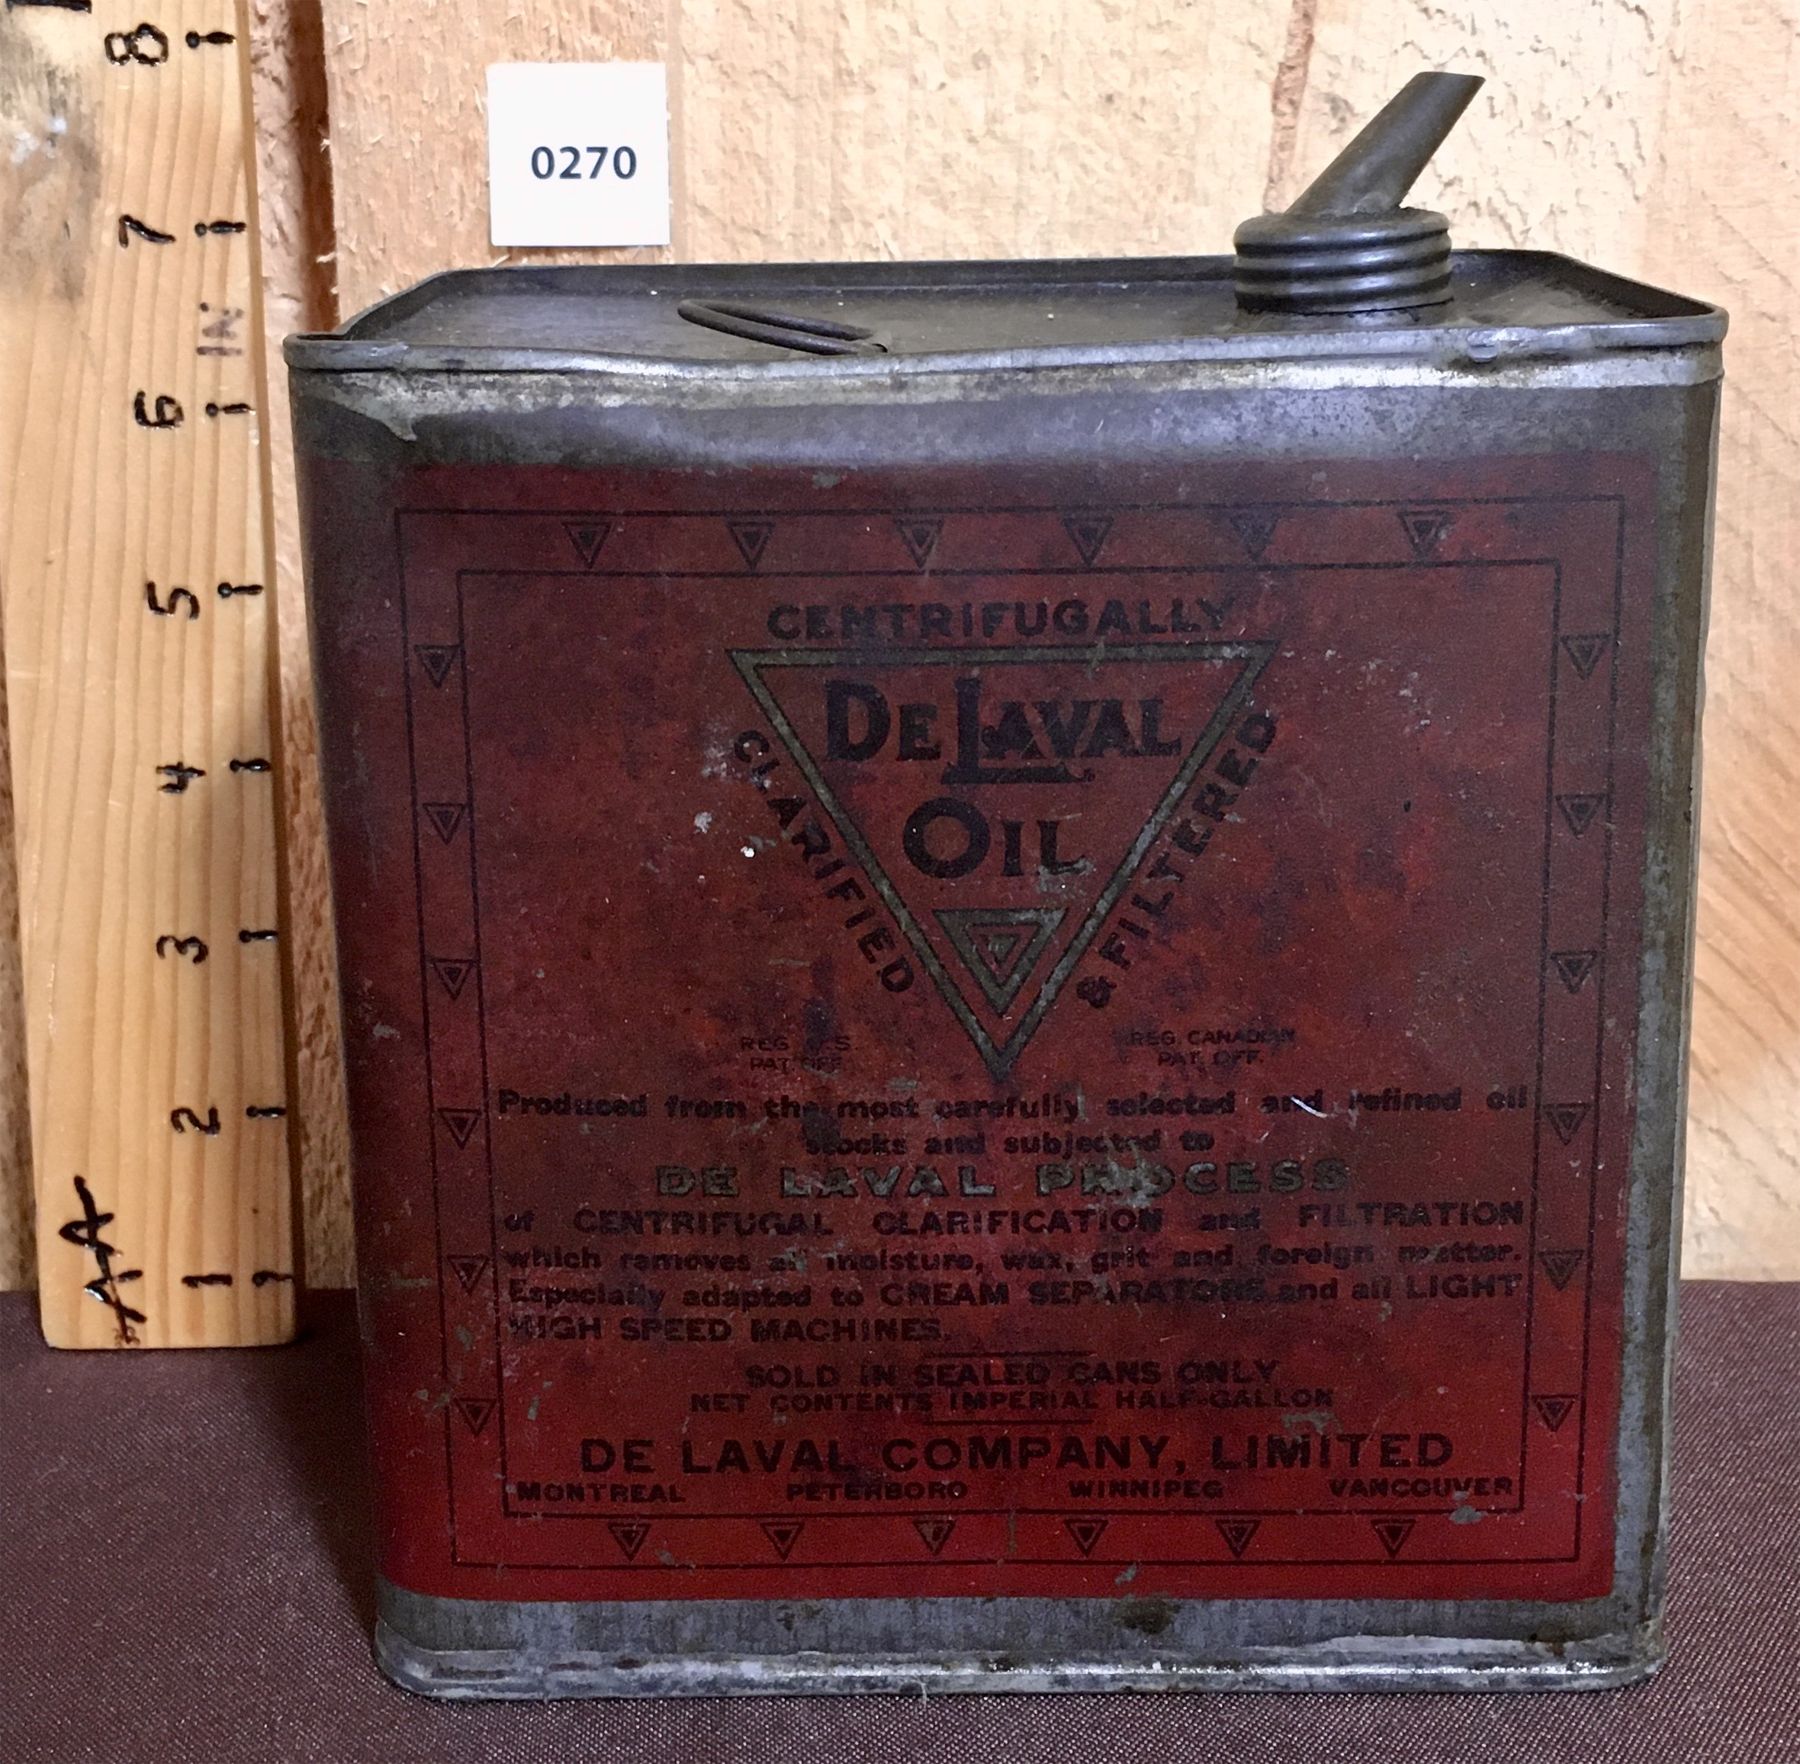 8
7
IN
6
5
4
3
2
1
AA
0270
CENTRIFUGALLY
DE LAVAL
OIL
CLARIFIED
& FILTERED
REG. U.S.
PAT. OFF.
REG. CANADIAN
PAT. OFF.
Produced from the most carefully selected and refined oil
stocks and subjected to
DE LAVAL PROCESS
of CENTRIFUGAL CLARIFICATION and FILTRATION
which removes all moisture, wax, grit and foreign matter.
Especially adapted to CREAM SEPARATORS and all LIGHT
HIGH SPEED MACHINES.
SOLD IN SEALED CANS ONLY
NET CONTENTS IMPERIAL HALF-GALLON
DE LAVAL COMPANY, LIMITED
MONTREAL PETERBORO WINNIPEG VANCOUVER